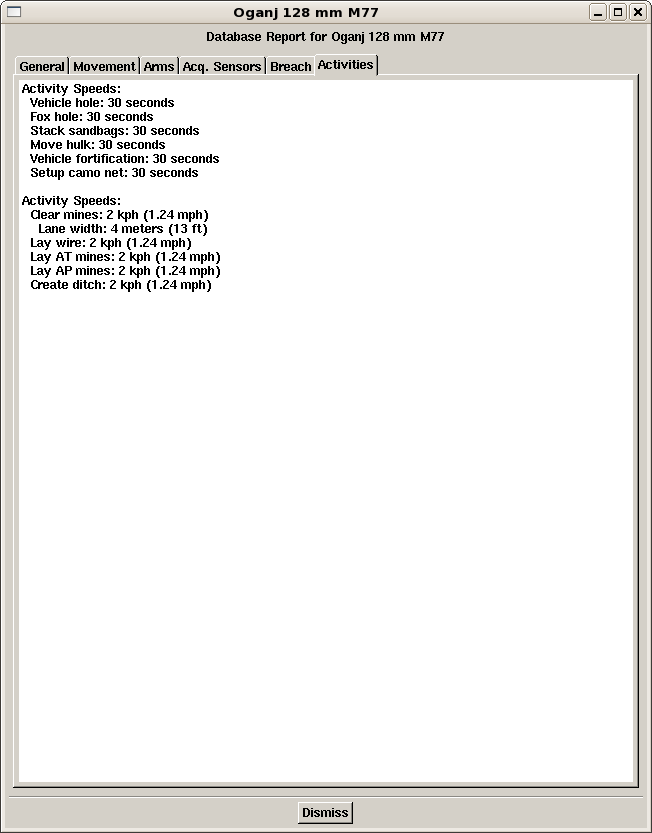 Oganj 128 mm M77
Database Report for Oganj 128 mm M77
General Movement Arms Acq. Sensors Breach Activities
Activity Speeds:
Vehicle hole: 30 seconds
Fox hole: 30 seconds
Stack sandbags: 30 seconds
Move hulk: 30 seconds
Vehicle fortification: 30 seconds
Setup camo net: 30 seconds
Activity Speeds:
Clear mines: 2 kph (1.24 mph)
Lane width: 4 meters (13 ft)
Lay wire: 2 kph (1.24 mph)
Lay AT mines: 2 kph (1.24 mph)
Lay AP mines: 2 kph (1.24 mph)
Create ditch: 2 kph (1.24 mph)
Dismiss